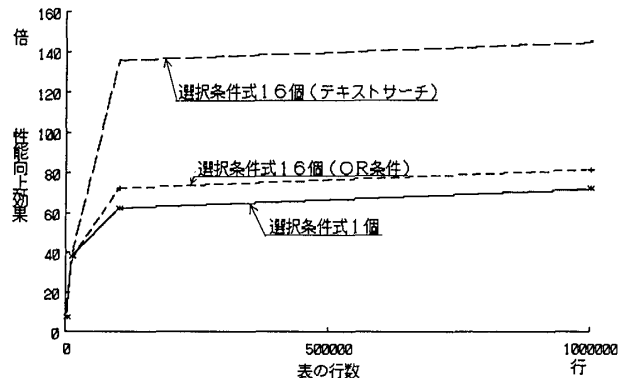 倍
160
140
120
100
80
60
40
20
0
性能向上効果
選択条件式16個(テキストサーチ)
選択条件式16個(OR条件)
選択条件式1個
0
500000
1000000
表の行数
行